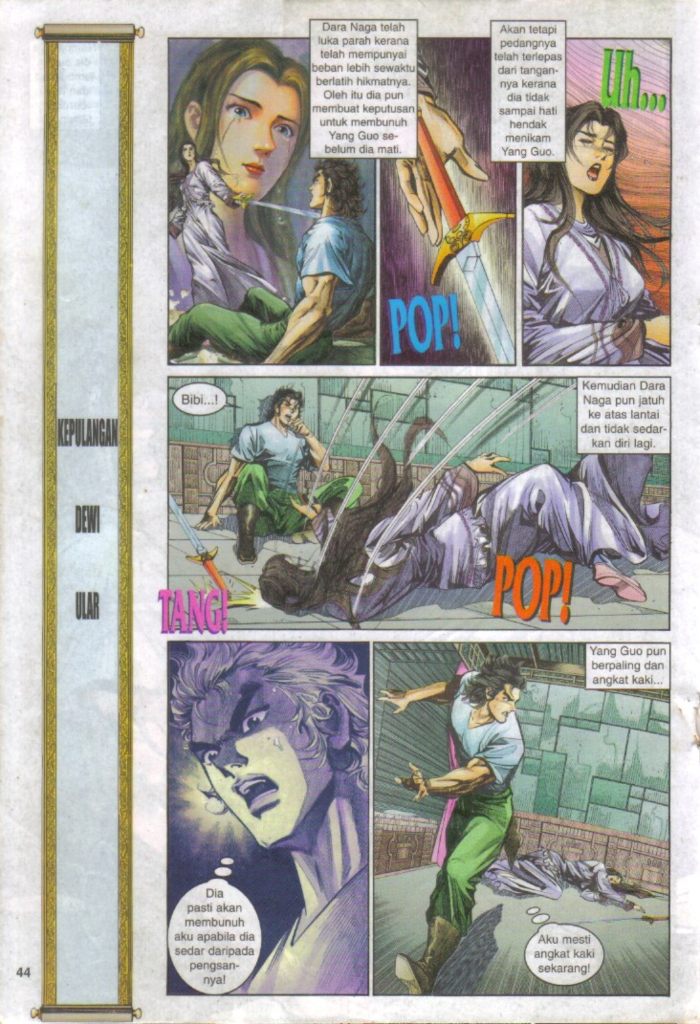 Dara Naga telah
luka parah kerana
telah mempunyai
beban lebih sewaktu
berlatih hikmatnya.
Oleh itu dia pun
membuat keputusan
untuk membunuh
Yang Guo se-
belum dia mati.
Akan tetapi
pedangnya
telah terlepas
dari tangan-
nya kerana
dia tidak
sampai hati
hendak
menikam
Yang Guo.
Uh...
POP!
Bibi...!
Kemudian Dara
Naga pun jatuh
ke atas lantai
dan tidak sedar-
kan diri lagi.
TANG!
POP!
KEPULANGAN
DEWI
ULAR
Dia
pasti akan
membunuh
aku apabila dia
sedar daripada
pengsan-
nya!
Yang Guo pun
berpaling dan
angkat kaki...
Aku mesti
angkat kaki
sekarang!
44